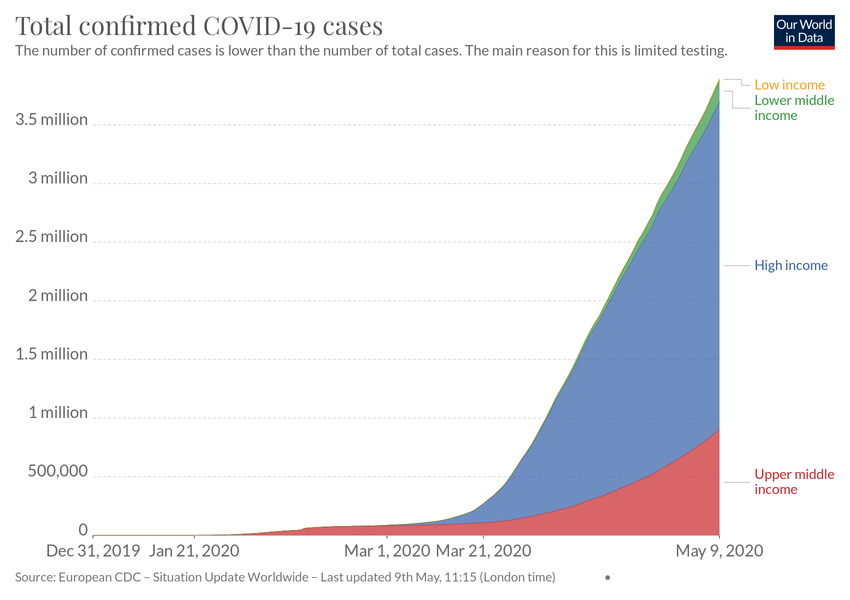 Total confirmed COVID-19 cases
The number of confirmed cases is lower than the number of total cases. The main reason for this is limited testing.
Our World
in Data
Low income
Lower middle
income
3.5 million
3 million
2.5 million
High income
2 million
1.5 million
1 million
500,000
Upper middle
income
0
Dec 31, 2019 Jan 21, 2020 Mar 1, 2020 Mar 21, 2020 May 9, 2020
Source: European CDC – Situation Update Worldwide – Last updated 9th May, 11:15 (London time) •